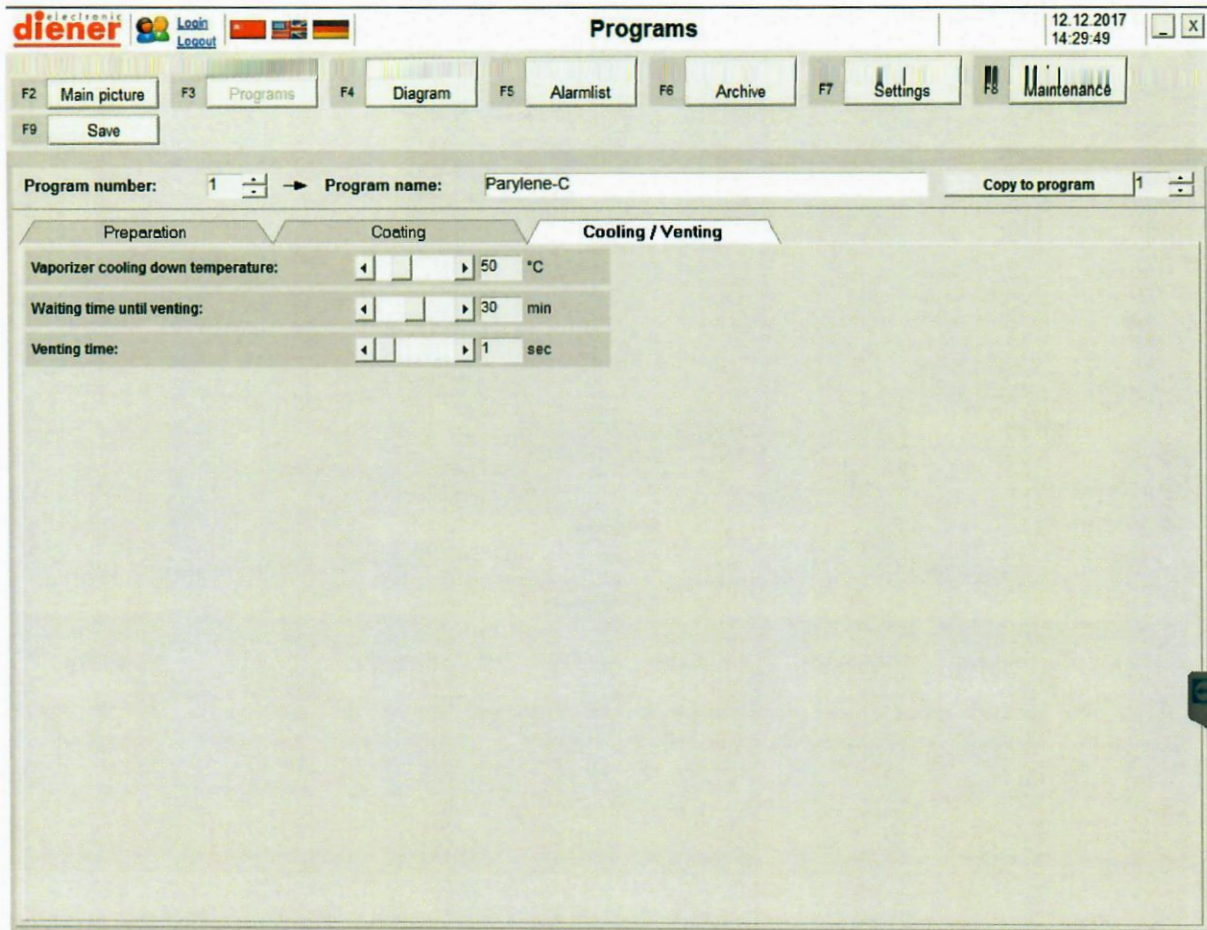 electronic
diener
Login
Logout
Programs
12.12.2017
14:29:49
_ X
F2 Main picture F3 Programs F4 Diagram F5 Alarmlist F6 Archive F7 Settings F8 Maintenance
F9 Save
Program number: 1 Program name: Parylene-C Copy to program 1
Preparation Coating Cooling / Venting
Vaporizer cooling down temperature: 50 °C
Waiting time until venting: 30 min
Venting time: 1 sec